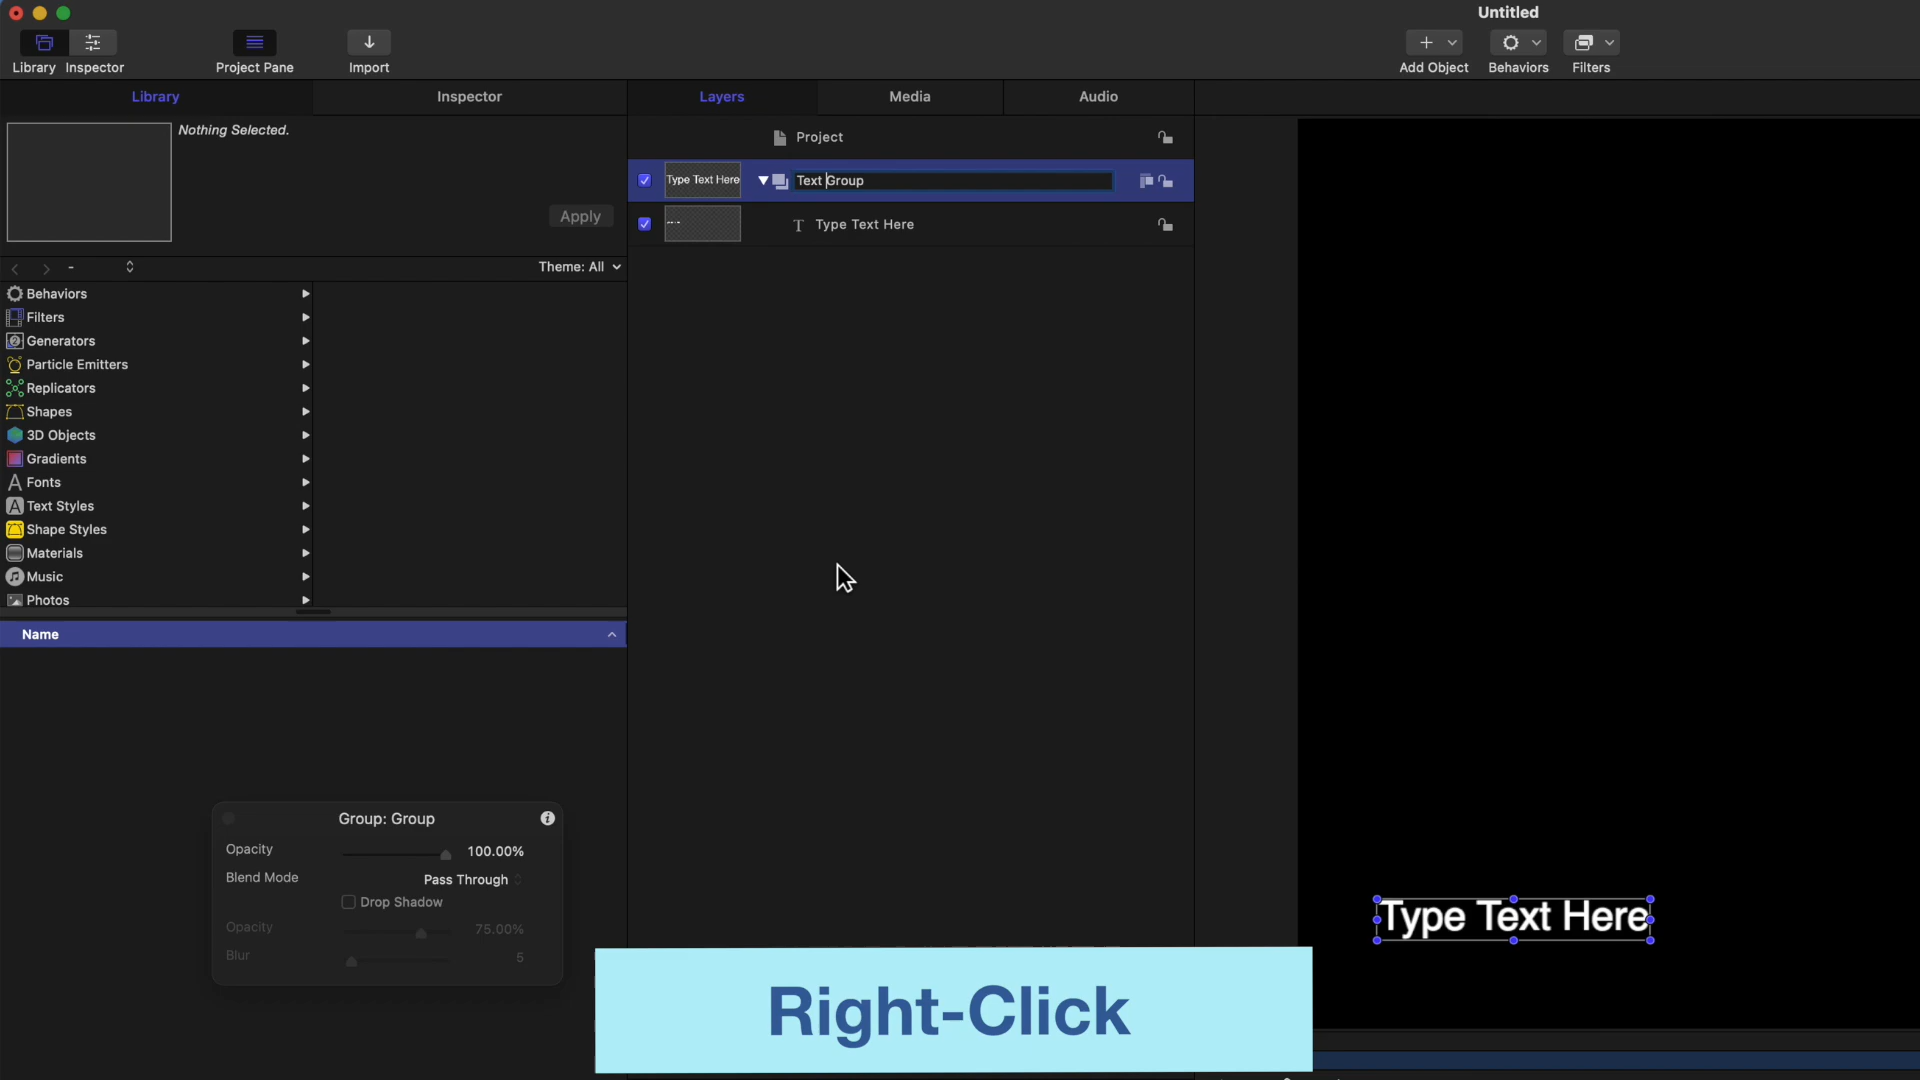 Untitled
Library Inspector
Project Pane
Import
Add Object
Behaviors
Filters
Library
Inspector
Layers
Media
Audio
Nothing Selected.
Apply
Project
Type Text Here
Text Group
T Type Text Here
- Theme: All
Behaviors
Filters
Generators
Particle Emitters
Replicators
Shapes
3D Objects
Gradients
Fonts
Text Styles
Shape Styles
Materials
Music
Photos
Name
Group: Group
Opacity 100.00%
Blend Mode Pass Through
Drop Shadow
Opacity 75.00%
Blur 5
Type Text Here
Right-Click